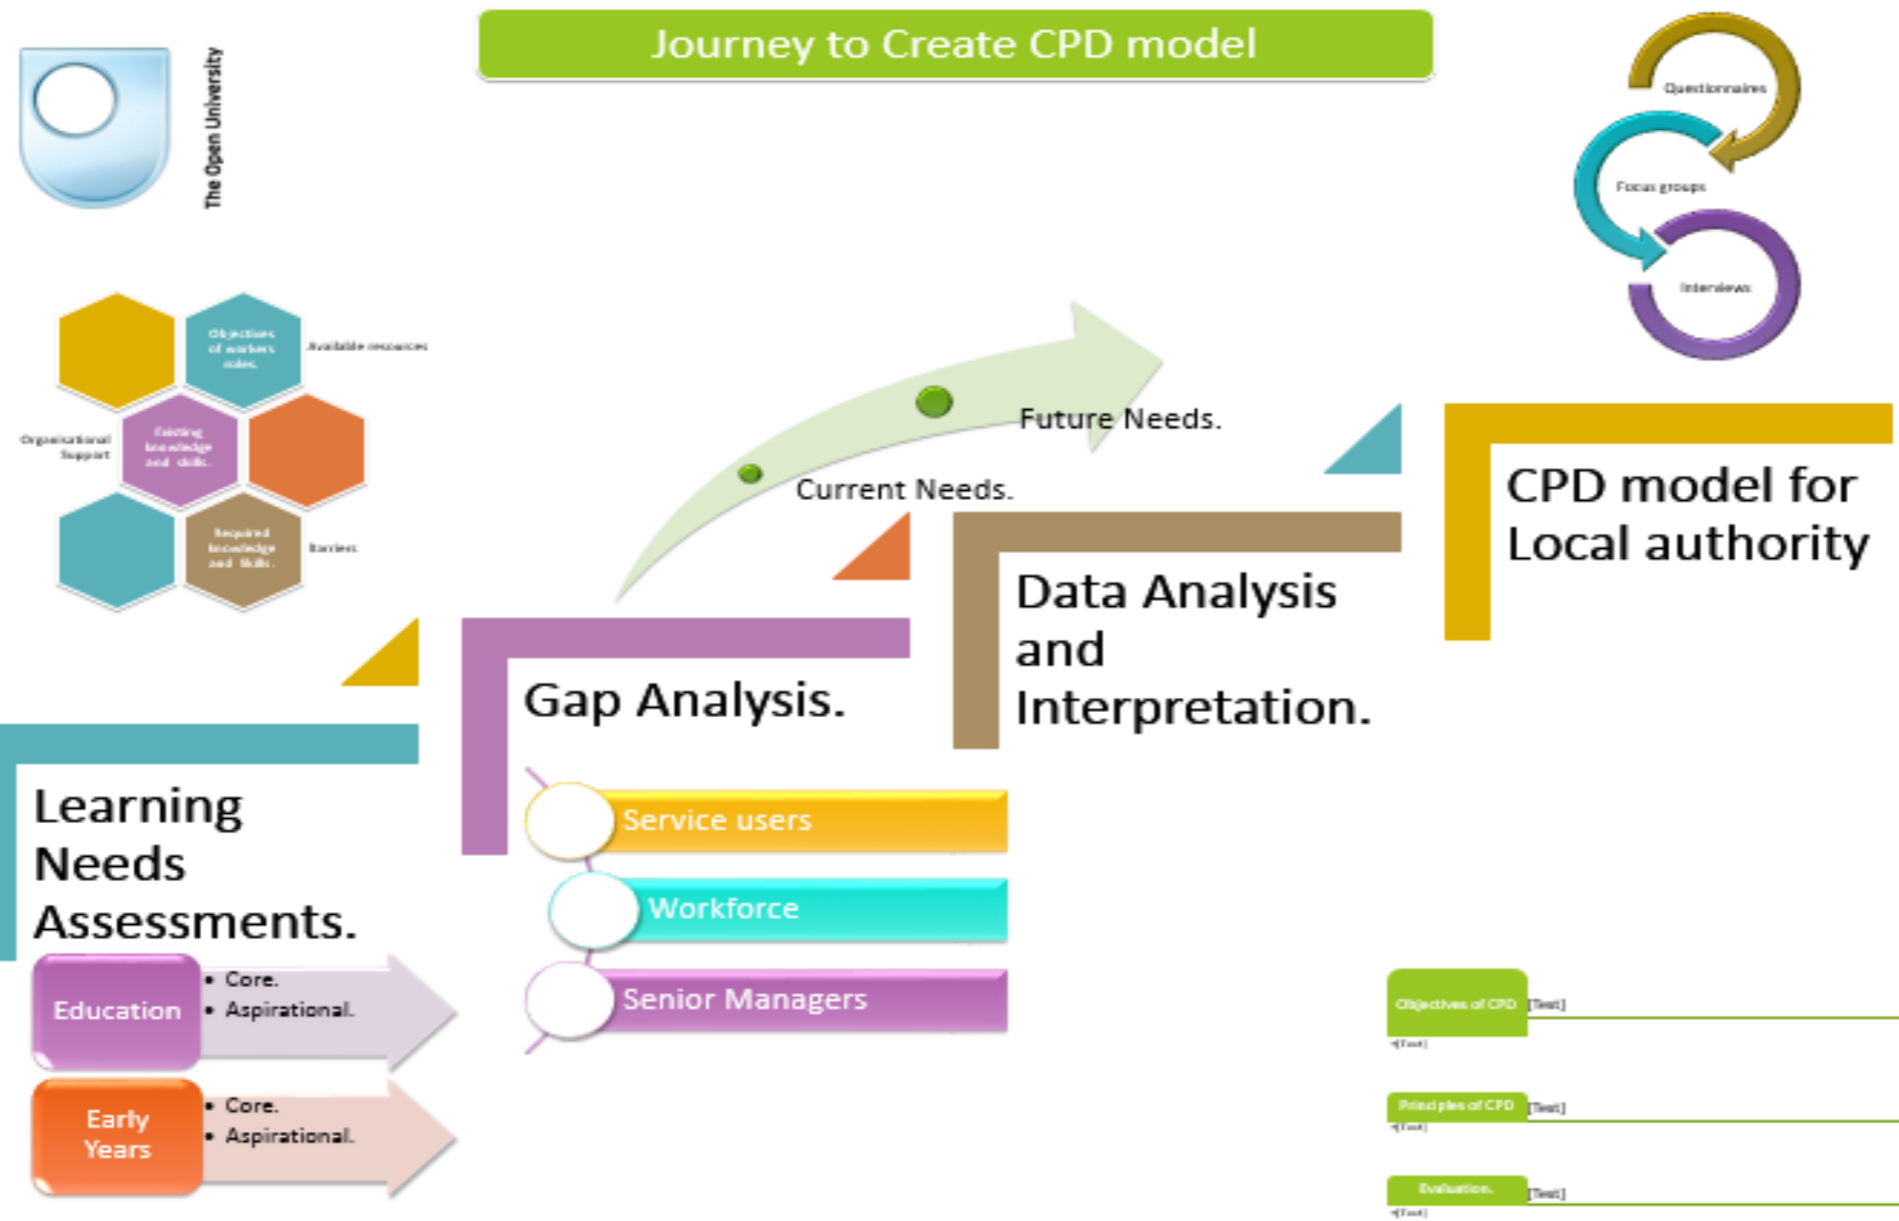 Journey to Create CPD model
The Open University
Questionnaires
Focus groups
Interviews
Objectives
of workers
roles.
Available resources
Organisational
Support
Existing
knowledge
and skills.
Required
knowledge
and Skills.
Barriers
Future Needs.
Current Needs.
Learning
Needs
Assessments.
Gap Analysis.
Data Analysis
and
Interpretation.
CPD model for
Local authority
Education
• Core.
• Aspirational.
Early
Years
• Core.
• Aspirational.
Service users
Workforce
Senior Managers
Objectives of CPD
[Text]
•[Text]
Principles of CPD
[Text]
•[Text]
Evaluation.
[Text]
•[Text]